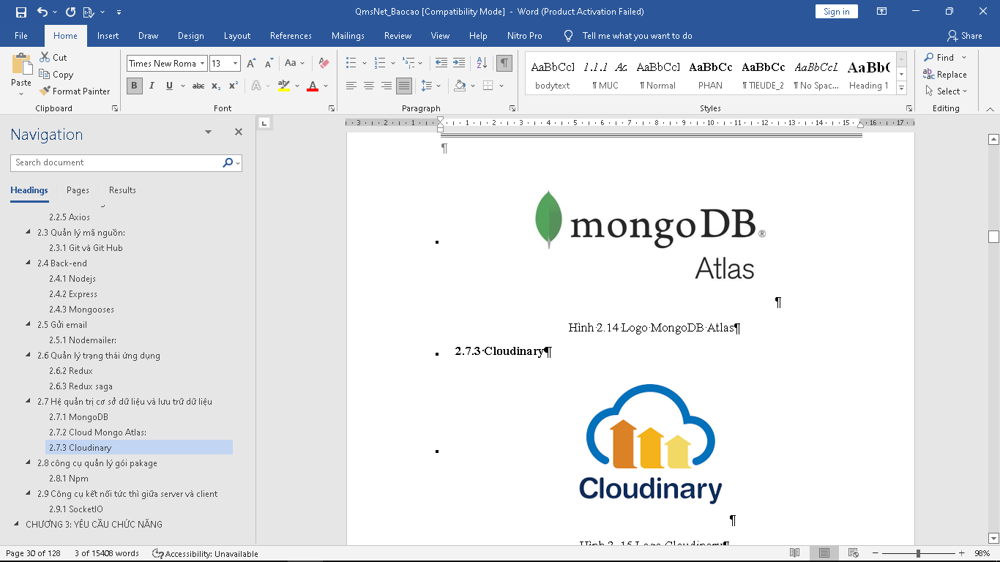 QmsNet_Baocao [Compatibility Mode] - Word (Product Activation Failed)
Sign in
File Home Insert Draw Design Layout References Mailings Review View Help Nitro Pro Tell me what you want to do Share
Paste
Cut
Copy
Format Painter
Clipboard
Times New Roma 13
Font
Paragraph
AaBbCcI 1.1.1 Aa AaBbCcI AaBbCc AaBbCc AaBbCcL AaBb(
bodytext ¶ MUC ¶ Normal PHAN ¶ TIEUDE_2 ¶ No Spac... Heading 1
Styles
Find
Replace
Select
Editing
Navigation
Search document
Headings Pages Results
2.2.5 Axios
2.3 Quản lý mã nguồn:
2.3.1 Git và Git Hub
2.4 Back-end
2.4.1 Nodejs
2.4.2 Express
2.4.3 Mongooses
2.5 Gửi email
2.5.1 Nodemailer:
2.6 Quản lý trạng thái ứng dụng
2.6.2 Redux
2.6.3 Redux saga
2.7 Hệ quản trị cơ sở dữ liệu và lưu trữ dữ liệu
2.7.1 MongoDB
2.7.2 Cloud Mongo Atlas:
2.7.3 Cloudinary
2.8 công cụ quản lý gói pakage
2.8.1 Npm
2.9 Công cụ kết nối tức thì giữa server và client
2.9.1 SocketIO
CHƯƠNG 3: YÊU CẦU CHỨC NĂNG
3 2 1 1 2 3 4 5 6 7 8 9 10 11 12 13 14 15 16 17
¶
mongoDB®
Atlas
¶
Hình·2.14·Logo·MongoDB·Atlas¶
2.7.3·Cloudinary¶
Cloudinary
¶
Hình·2.·15·Logo·Cloudinary¶
Page 30 of 128 3 of 15408 words Accessibility: Unavailable
98%